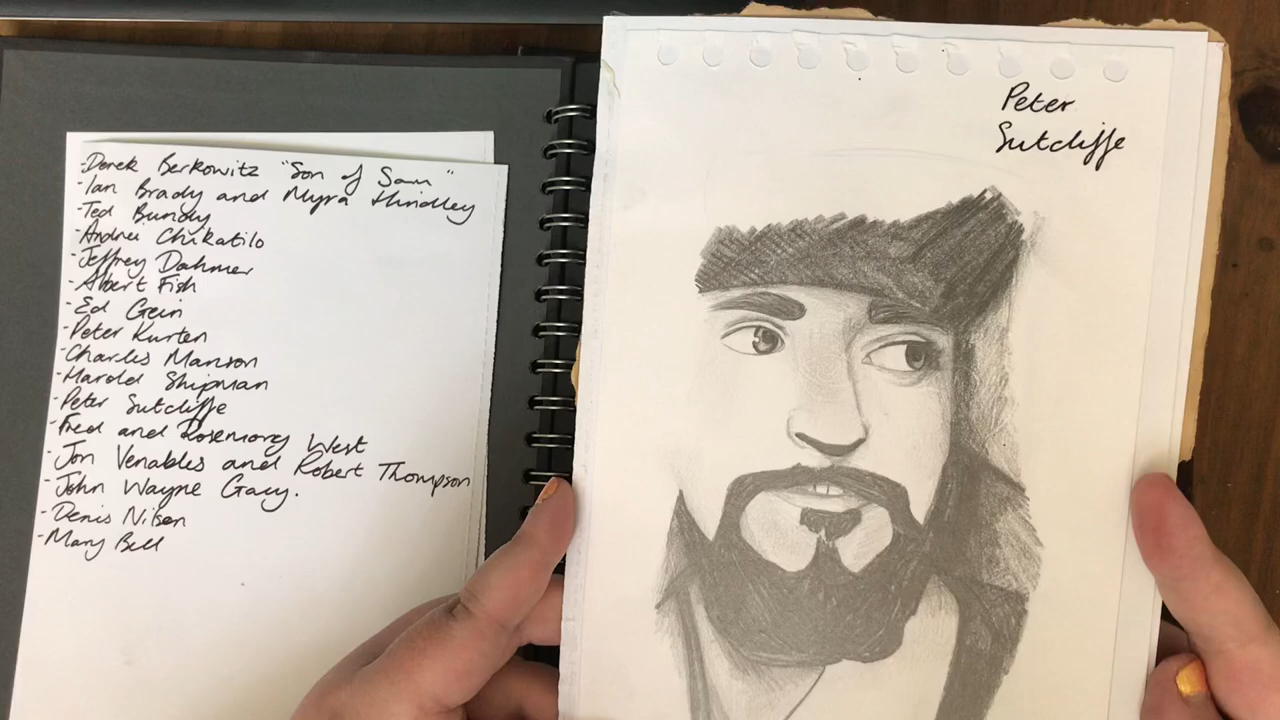 -Derek Berkowitz "Son of Sam"
-Ian Brady and Myra Hindley
-Ted Bundy
-Andrei Chikatilo
-Jeffrey Dahmer
-Albert Fish
-Ed Gein
-Peter Kurten
-Charles Manson
-Harold Shipman
-Peter Sutcliffe
-Fred and Rosemary West
-Jon Venables and Robert Thompson
-John Wayne Gacy.
-Denis Nilsen
-Mary Bell
Peter
Sutcliffe